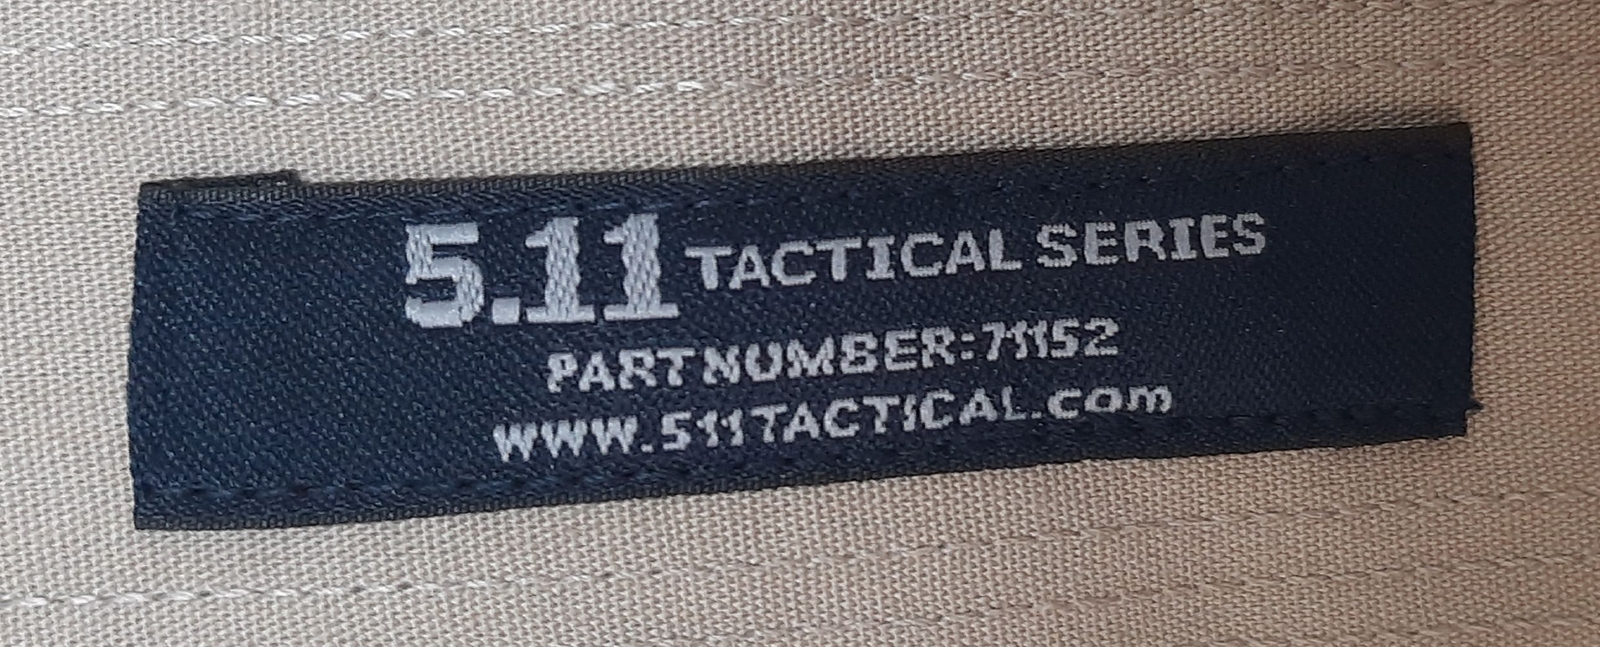 5.11 TACTICAL SERIES
PART NUMBER:71152
WWW.511TACTICAL.com